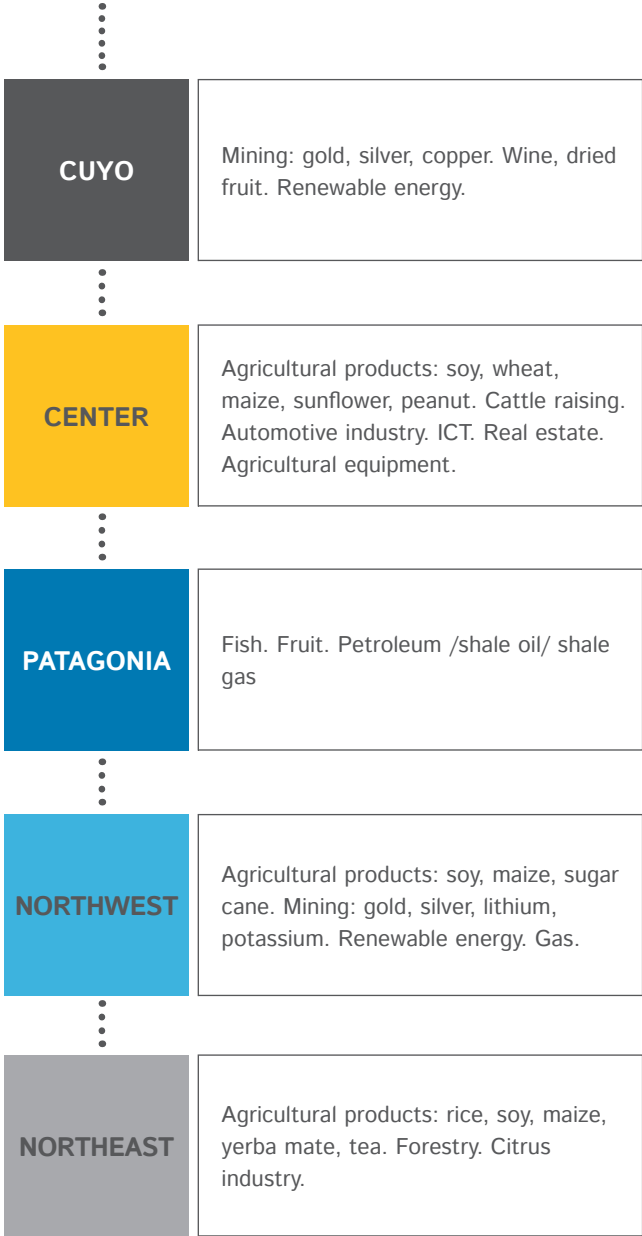 CUYO
Mining: gold, silver, copper. Wine, dried
fruit. Renewable energy.
CENTER
Agricultural products: soy, wheat,
maize, sunflower, peanut. Cattle raising.
Automotive industry. ICT. Real estate.
Agricultural equipment.
PATAGONIA
Fish. Fruit. Petroleum /shale oil/ shale
gas
NORTHWEST
Agricultural products: soy, maize, sugar
cane. Mining: gold, silver, lithium,
potassium. Renewable energy. Gas.
NORTHEAST
Agricultural products: rice, soy, maize,
yerba mate, tea. Forestry. Citrus
industry.